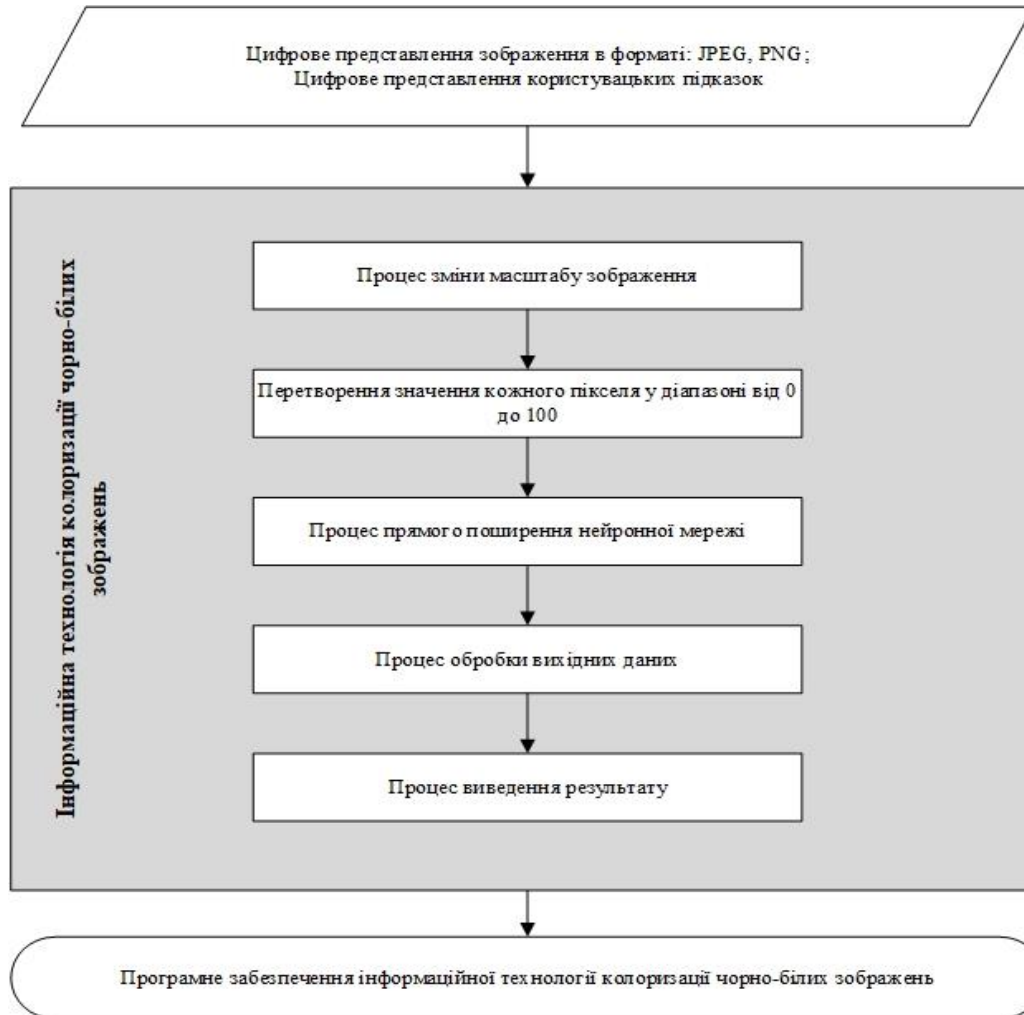 Цифрове представлення зображення в форматі: JPEG, PNG;
Цифрове представлення користувацьких підказок
Інформаційна технологія колоризації чорно-білих
зображень
Процес зміни масштабу зображення
Перетворення значення кожного пікселя у діапазоні від 0
до 100
Процес прямого поширення нейронної мережі
Процес обробки вихідних даних
Процес виведення результату
Програмне забезпечення інформаційної технології колоризації чорно-білих зображень